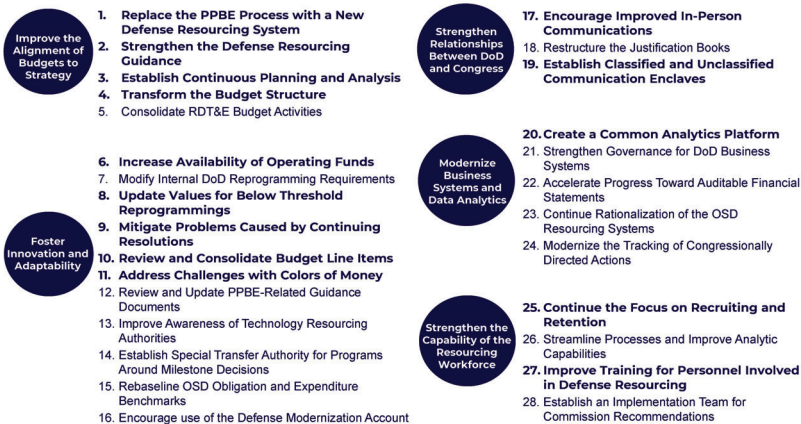 Improve the
Alignment of
Budgets to
Strategy
1. Replace the PPBE Process with a New
Defense Resourcing System
2. Strengthen the Defense Resourcing
Guidance
3. Establish Continuous Planning and Analysis
4. Transform the Budget Structure
5. Consolidate RDT&E Budget Activities
Foster
Innovation and
Adaptability
6. Increase Availability of Operating Funds
7. Modify Internal DoD Reprogramming Requirements
8. Update Values for Below Threshold
Reprogrammings
9. Mitigate Problems Caused by Continuing
Resolutions
10. Review and Consolidate Budget Line Items
11. Address Challenges with Colors of Money
12. Review and Update PPBE-Related Guidance
Documents
13. Improve Awareness of Technology Resourcing
Authorities
14. Establish Special Transfer Authority for Programs
Around Milestone Decisions
15. Rebaseline OSD Obligation and Expenditure
Benchmarks
16. Encourage use of the Defense Modernization Account
Strengthen
Relationships
Between DoD
and Congress
17. Encourage Improved In-Person
Communications
18. Restructure the Justification Books
19. Establish Classified and Unclassified
Communication Enclaves
Modernize
Business
Systems and
Data Analytics
20. Create a Common Analytics Platform
21. Strengthen Governance for DoD Business
Systems
22. Accelerate Progress Toward Auditable Financial
Statements
23. Continue Rationalization of the OSD
Resourcing Systems
24. Modernize the Tracking of Congressionally
Directed Actions
Strengthen the
Capability of the
Resourcing
Workforce
25. Continue the Focus on Recruiting and
Retention
26. Streamline Processes and Improve Analytic
Capabilities
27. Improve Training for Personnel Involved
in Defense Resourcing
28. Establish an Implementation Team for
Commission Recommendations